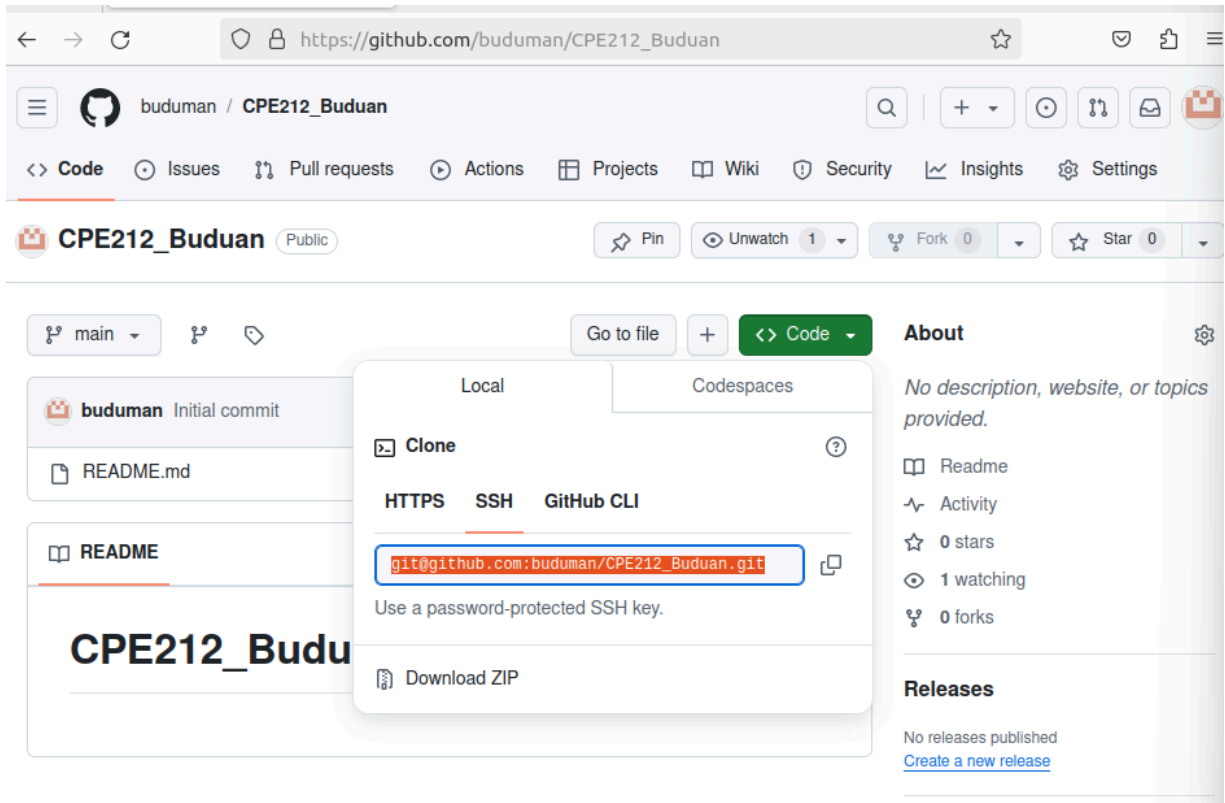 https://github.com/buduman/CPE212_Buduan
buduman / CPE212_Buduan
Code Issues Pull requests Actions Projects Wiki Security Insights Settings
CPE212_Buduan Public Pin Unwatch 1 Fork 0 Star 0
main Go to file + <> Code
About
Local Codespaces
No description, website, or topics
provided.
buduman Initial commit
Clone
README.md
HTTPS SSH GitHub CLI
git@github.com:buduman/CPE212_Buduan.git
Use a password-protected SSH key.
Download ZIP
README
CPE212_Budu
Readme
Activity
0 stars
1 watching
0 forks
Releases
No releases published
Create a new release